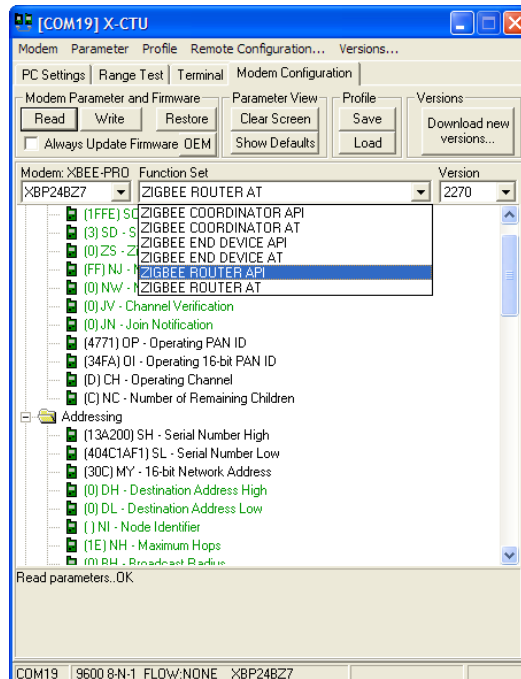 [COM19] X-CTU
Modem Parameter Profile Remote Configuration... Versions...
PC Settings Range Test Terminal Modem Configuration
Modem Parameter and Firmware Parameter View Profile Versions
Read Write Restore Clear Screen Save Download new versions...
Always Update Firmware OEM Show Defaults Load
Modem: XBEE-PRO Function Set Version
XBP24BZ7 ZIGBEE ROUTER AT 2270
ZIGBEE COORDINATOR API
ZIGBEE COORDINATOR AT
ZIGBEE END DEVICE API
ZIGBEE END DEVICE AT
ZIGBEE ROUTER API
ZIGBEE ROUTER AT
(1FFE) SC
(3) SD - S
(0) ZS - Zi
(FF) NJ - N
(0) NW - N
(0) JV - Channel Verification
(0) JN - Join Notification
(4771) OP - Operating PAN ID
(34FA) OI - Operating 16-bit PAN ID
(D) CH - Operating Channel
(C) NC - Number of Remaining Children
Addressing
(13A200) SH - Serial Number High
(404C1AF1) SL - Serial Number Low
(30C) MY - 16-bit Network Address
(0) DH - Destination Address High
(0) DL - Destination Address Low
( ) NI - Node Identifier
(1E) NH - Maximum Hops
(0) BH - Broadcast Radius
Read parameters..OK
COM19 9600 8-N-1 FLOW:NONE XBP24BZ7